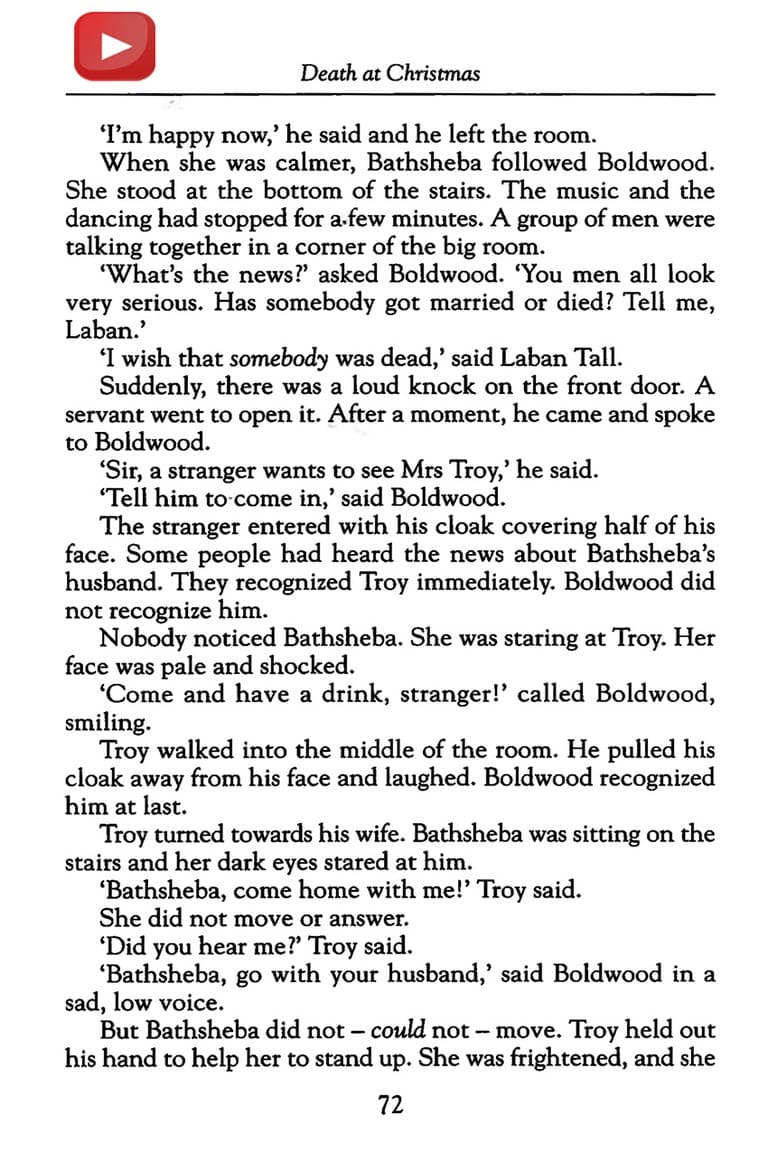 Death at Christmas
‘I’m happy now,’ he said and he left the room.
When she was calmer, Bathsheba followed Boldwood.
She stood at the bottom of the stairs. The music and the
dancing had stopped for a few minutes. A group of men were
talking together in a corner of the big room.
‘What’s the news?’ asked Boldwood. ‘You men all look
very serious. Has somebody got married or died? Tell me,
Laban.’
‘I wish that somebody was dead,’ said Laban Tall.
Suddenly, there was a loud knock on the front door. A
servant went to open it. After a moment, he came and spoke
to Boldwood.
‘Sir, a stranger wants to see Mrs Troy,’ he said.
‘Tell him to come in,’ said Boldwood.
The stranger entered with his cloak covering half of his
face. Some people had heard the news about Bathsheba’s
husband. They recognized Troy immediately. Boldwood did
not recognize him.
Nobody noticed Bathsheba. She was staring at Troy. Her
face was pale and shocked.
‘Come and have a drink, stranger!’ called Boldwood,
smiling.
Troy walked into the middle of the room. He pulled his
cloak away from his face and laughed. Boldwood recognized
him at last.
Troy turned towards his wife. Bathsheba was sitting on the
stairs and her dark eyes stared at him.
‘Bathsheba, come home with me!’ Troy said.
She did not move or answer.
‘Did you hear me?’ Troy said.
‘Bathsheba, go with your husband,’ said Boldwood in a
sad, low voice.
But Bathsheba did not – could not – move. Troy held out
his hand to help her to stand up. She was frightened, and she
72